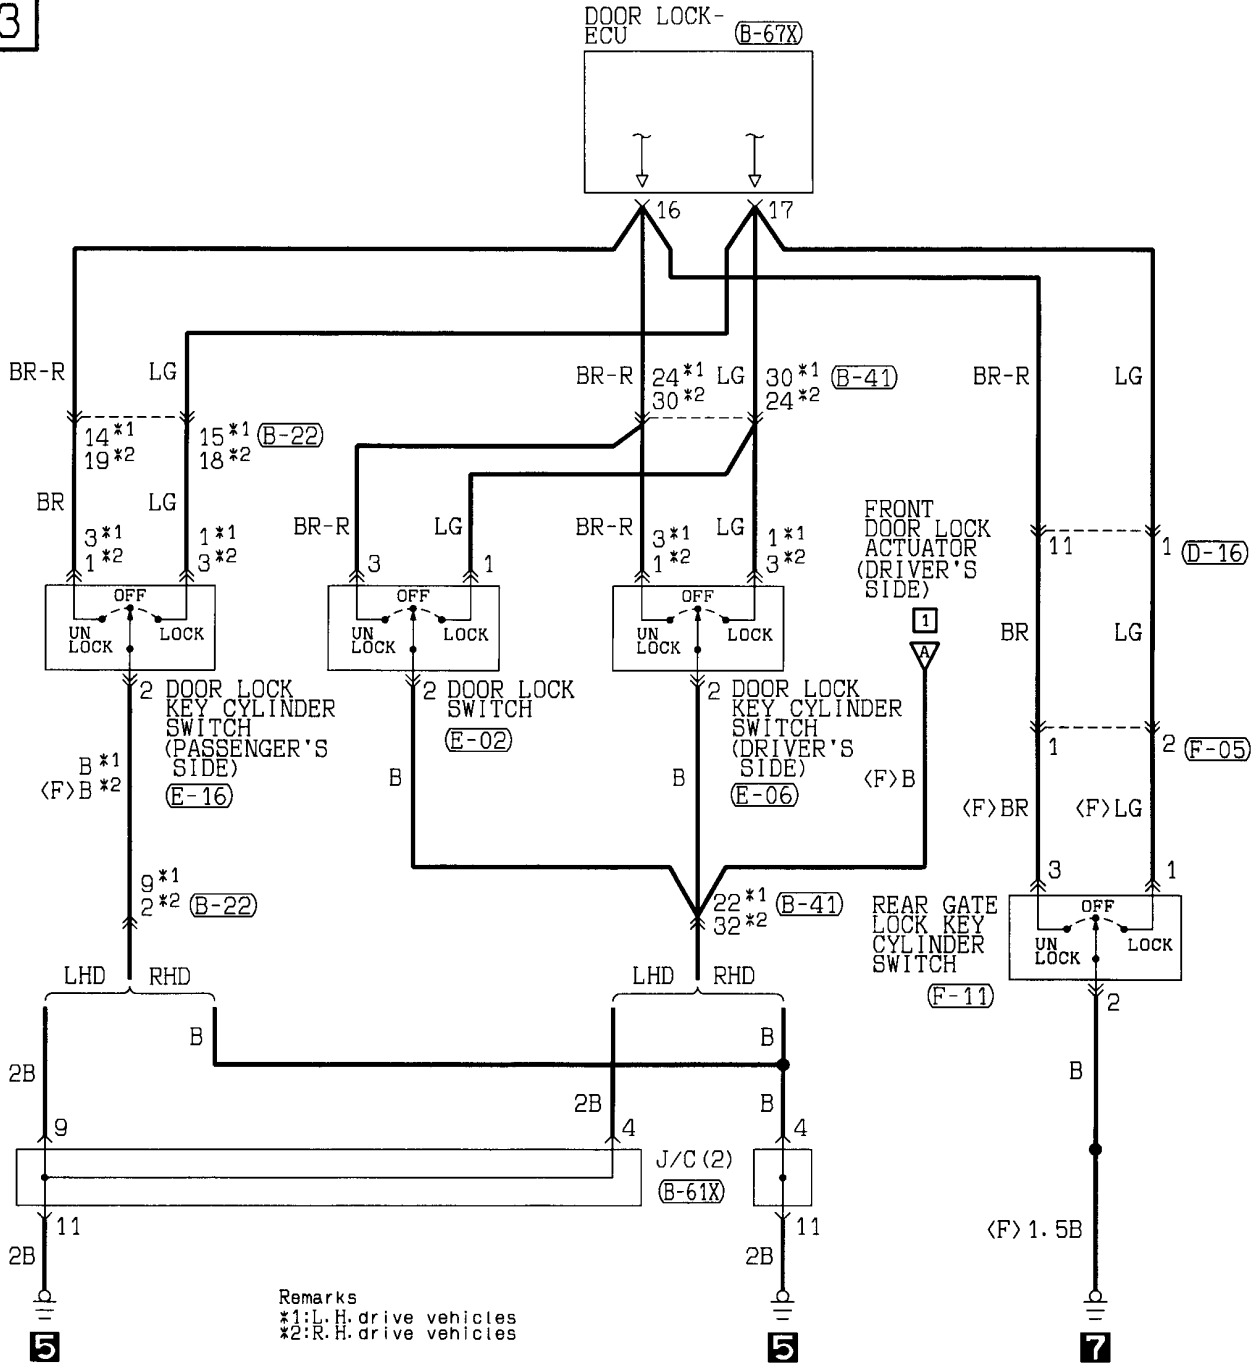 3
DOOR LOCK-
ECU
B-67X
16
17
BR-R
LG
BR-R
24*1
30*2
LG
30*1
24*2
B-41
BR-R
LG
14*1
19*2
15*1
18*2
B-22
BR
LG
BR-R
LG
BR-R
LG
3*1
1*2
1*1
3*2
3
1
3*1
1*2
1*1
3*2
FRONT
DOOR LOCK
ACTUATOR
(DRIVER'S
SIDE)
1
A
11
1
D-16
BR
LG
OFF
UN
LOCK
LOCK
OFF
UN
LOCK
LOCK
OFF
UN
LOCK
LOCK
2
DOOR LOCK
KEY CYLINDER
SWITCH
(PASSENGER'S
SIDE)
E-16
2
DOOR LOCK
SWITCH
E-02
2
DOOR LOCK
KEY CYLINDER
SWITCH
(DRIVER'S
SIDE)
E-06
1
2
F-05
B*1
<F>B*2
B
B
<F>B
<F>BR
<F>LG
3
1
9*1
2*2
B-22
22*1
32*2
B-41
REAR GATE
LOCK KEY
CYLINDER
SWITCH
F-11
OFF
UN
LOCK
LOCK
2
LHD
RHD
LHD
RHD
B
B
2B
2B
B
B
9
4
4
J/C(2)
B-61X
11
11
2B
2B
<F>1.5B
Remarks
*1:L.H.drive vehicles
*2:R.H.drive vehicles
5
5
7